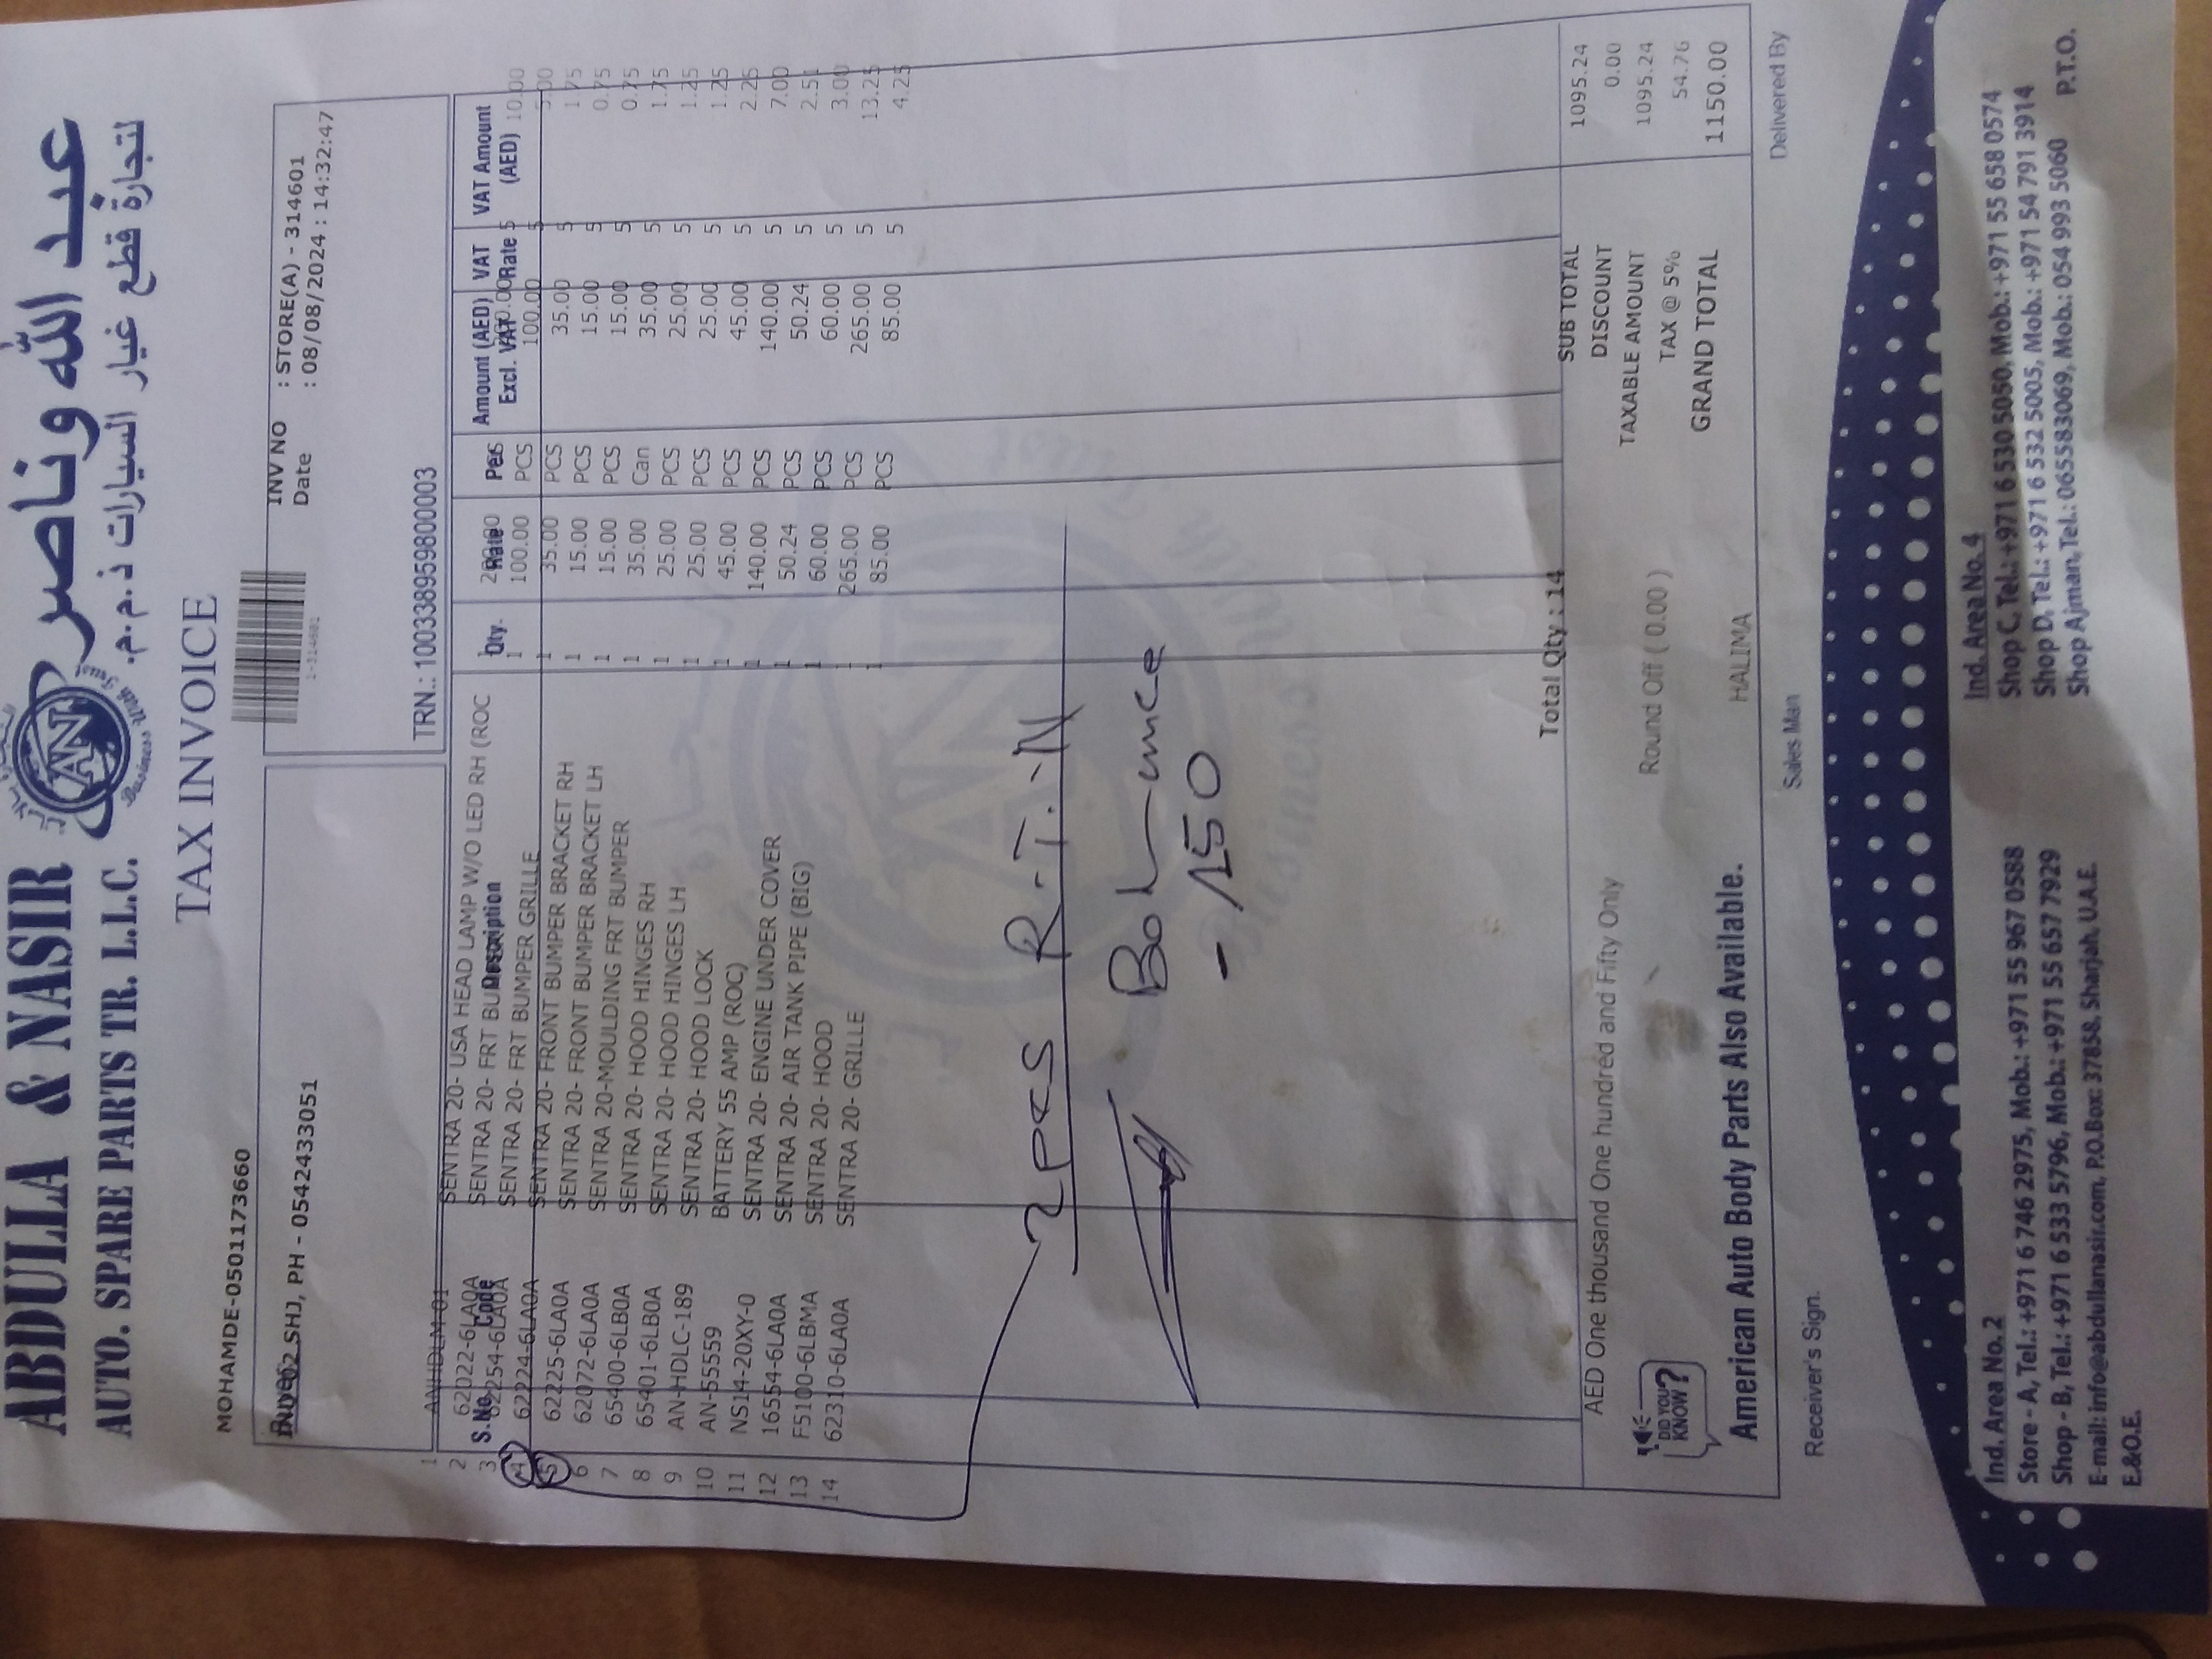 ABDULLA & NASIR
AUTO. SPARE PARTS TR. L.L.C.
عبد الله وناصر
لتجارة قطع غيار السيارات ذ.م.م.
AN
Business With Trust
TAX INVOICE
1-314601
MOHAMDE-0501173660
SHJ, PH - 0542433051
INV NO : STORE(A) - 314601
Date : 08/08/2024 : 14:32:47
TRN.: 100338959800003
S.No. Code Description Qty. Rate Per Amount (AED) Excl. VAT VAT Rate VAT Amount (AED)
1 SENTRA 20- USA HEAD LAMP W/O LED RH (ROC 1 5 10.00
2 62022-6LA0A SENTRA 20- FRT 1 100.00 PCS 100.00 5 5.00
3 62254-6LA0A SENTRA 20- FRT BUMPER GRILLE 1 35.00 PCS 35.00 5 1.75
4 62224-6LA0A SENTRA 20- FRONT BUMPER BRACKET RH 1 15.00 PCS 15.00 5 0.75
5 62225-6LA0A SENTRA 20- FRONT BUMPER BRACKET LH 1 15.00 PCS 15.00 5 0.75
6 62072-6LA0A SENTRA 20-MOULDING FRT BUMPER 1 35.00 Can 35.00 5 1.75
7 65400-6LB0A SENTRA 20- HOOD HINGES RH 1 25.00 PCS 25.00 5 1.25
8 65401-6LB0A SENTRA 20- HOOD HINGES LH 1 25.00 PCS 25.00 5 1.25
9 AN-HDLC-189 SENTRA 20- HOOD LOCK 1 45.00 PCS 45.00 5 2.25
10 AN-55559 BATTERY 55 AMP (ROC) 1 140.00 PCS 140.00 5 7.00
11 NS14-20XY-0 SENTRA 20- ENGINE UNDER COVER 1 50.24 PCS 50.24 5 2.51
12 16554-6LA0A SENTRA 20- AIR TANK PIPE (BIG) 1 60.00 PCS 60.00 5 3.00
13 F5100-6LBMA SENTRA 20- HOOD 1 265.00 PCS 265.00 5 13.25
14 62310-6LA0A SENTRA 20- GRILLE 1 85.00 PCS 85.00 5 4.25
2 PCS R-T-N
- 150
Total Qty : 14
SUB TOTAL 1095.24
DISCOUNT 0.00
TAXABLE AMOUNT 1095.24
TAX @ 5% 54.76
GRAND TOTAL 1150.00
AED One thousand One hundred and Fifty Only
Round Off ( 0.00 )
DID YOU KNOW?
American Auto Body Parts Also Available.
HALIMA
Receiver's Sign.
Sales Man
Delivered By
Ind. Area No.2
Store - A, Tel.: +971 6 746 2975, Mob.: +971 55 967 0588
Shop - B, Tel.: +971 6 533 5796, Mob.: +971 55 657 7929
E-mail: info@abdullanasir.com, P.O.Box: 37858, Sharjah, U.A.E.
E.&O.E.
Ind. Area No.4
Shop C, Tel.: +971 6 530 5050, Mob.: +971 55 658 0574
Shop D, Tel.: +971 6 532 5005, Mob.: +971 54 791 3914
Shop Ajman, Tel.: 065583069, Mob.: 054 993 5060
P.T.O.